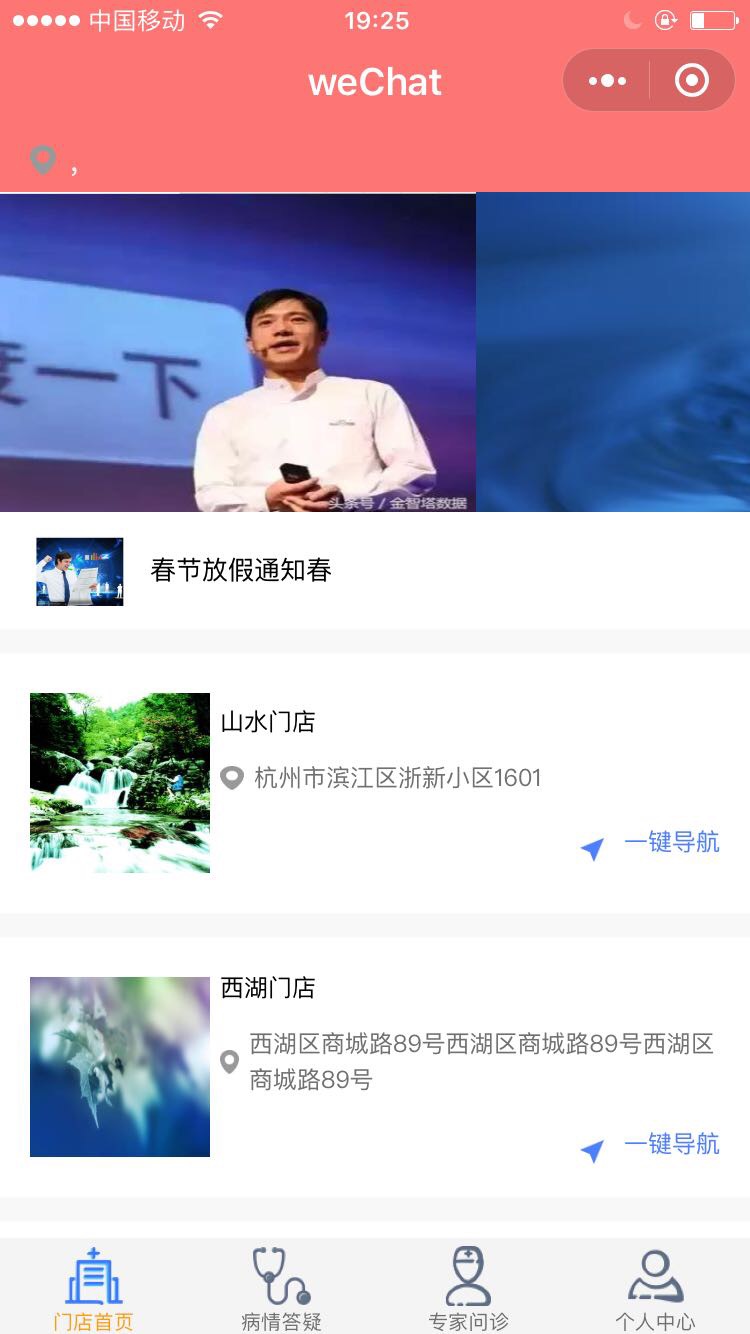 中国移动
19:25
weChat
,
度一下
头条号 / 金智塔数据
春节放假通知春
山水门店
杭州市滨江区浙新小区1601
一键导航
西湖门店
西湖区商城路89号西湖区商城路89号西湖区
商城路89号
一键导航
门店首页
病情答疑
专家问诊
个人中心